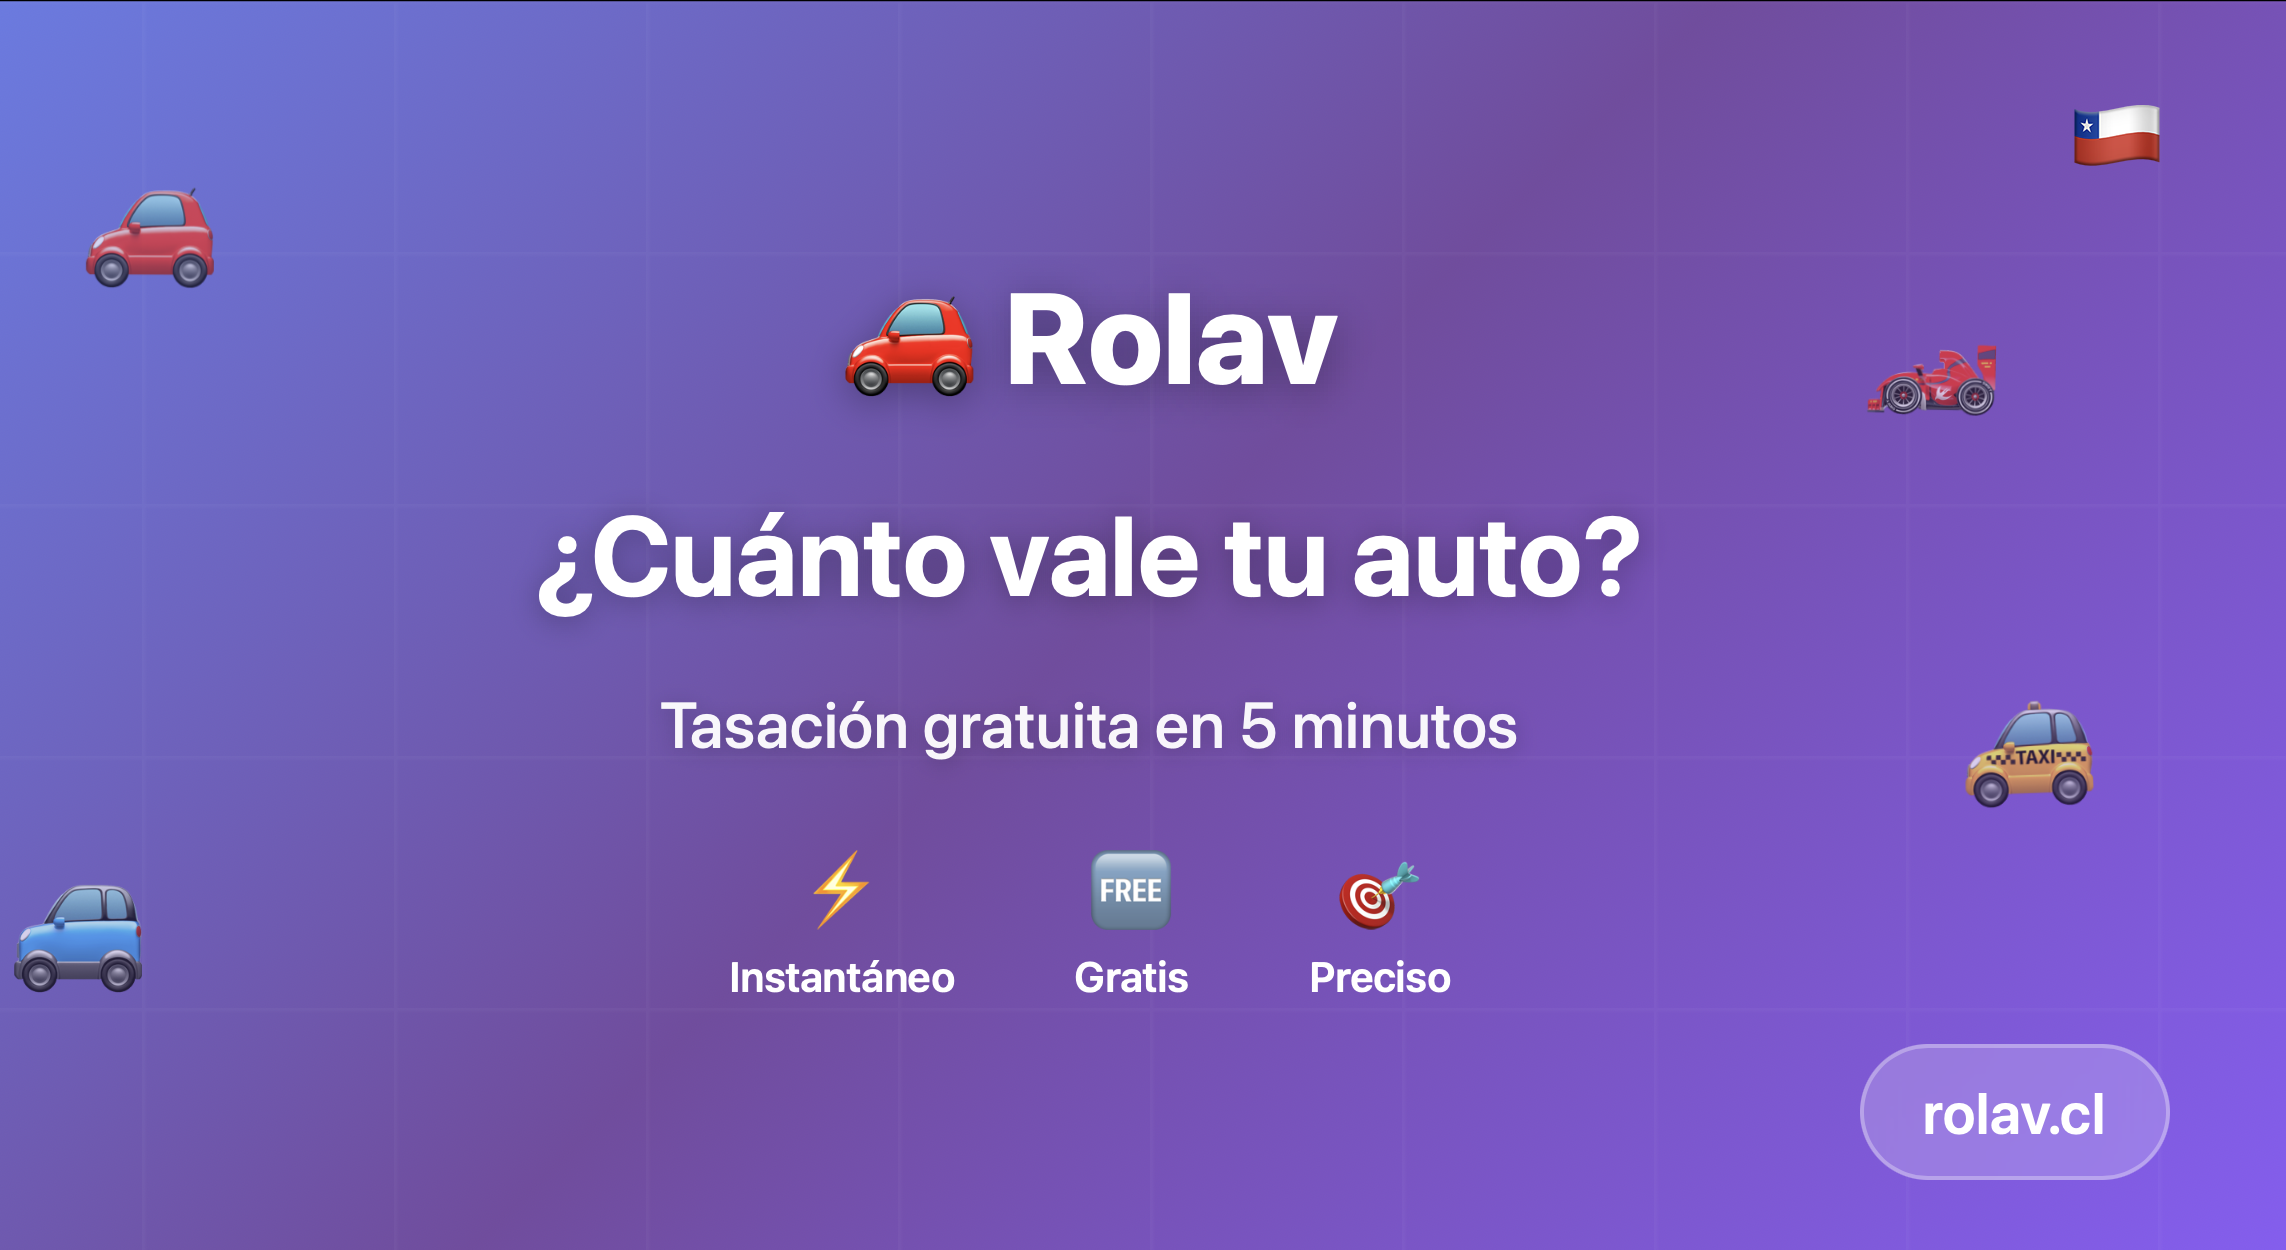 Rolav
¿Cuánto vale tu auto?
Tasación gratuita en 5 minutos
TAXI
FREE
Instantáneo
Gratis
Preciso
rolav.cl